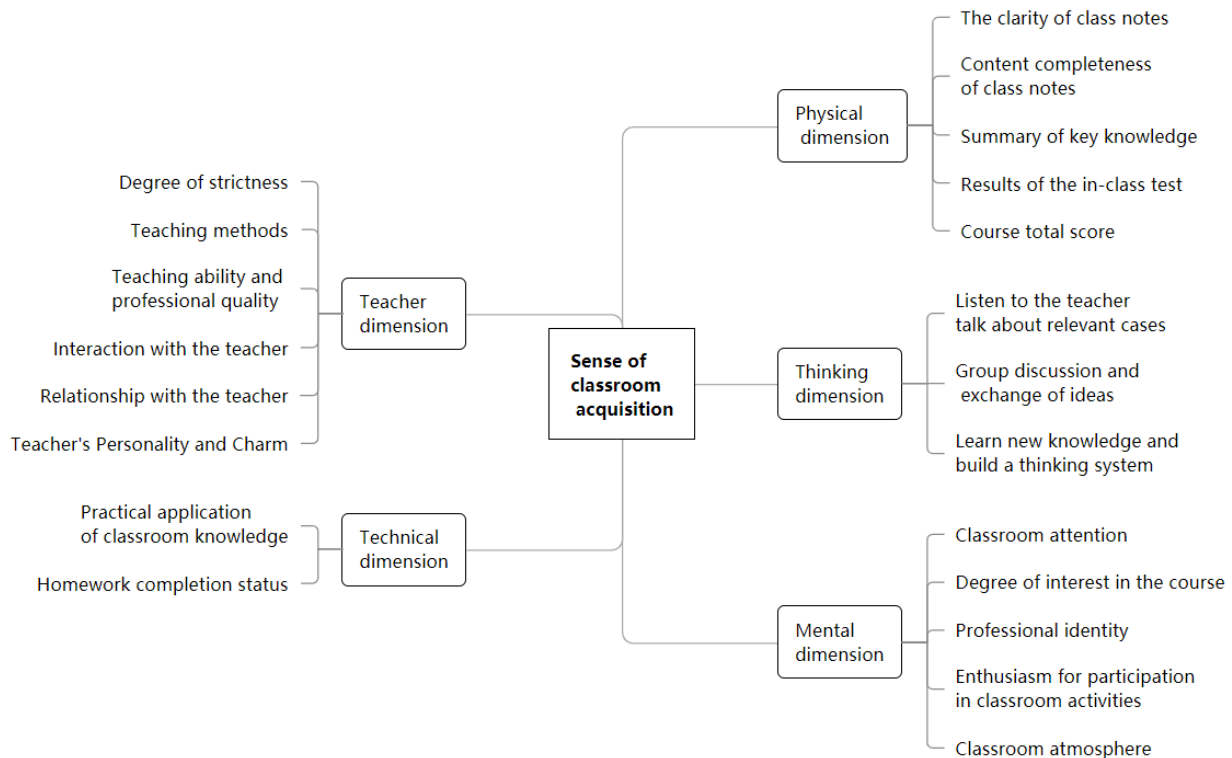 The clarity of class notes
Content completeness
of class notes
Physical
dimension
Summary of key knowledge
Results of the in-class test
Course total score
Degree of strictness
Teaching methods
Teaching ability and
professional quality
Teacher
dimension
Interaction with the teacher
Relationship with the teacher
Teacher's Personality and Charm
Sense of
classroom
acquisition
Listen to the teacher
talk about relevant cases
Thinking
dimension
Group discussion and
exchange of ideas
Learn new knowledge and
build a thinking system
Practical application
of classroom knowledge
Technical
dimension
Homework completion status
Classroom attention
Degree of interest in the course
Mental
dimension
Professional identity
Enthusiasm for participation
in classroom activities
Classroom atmosphere